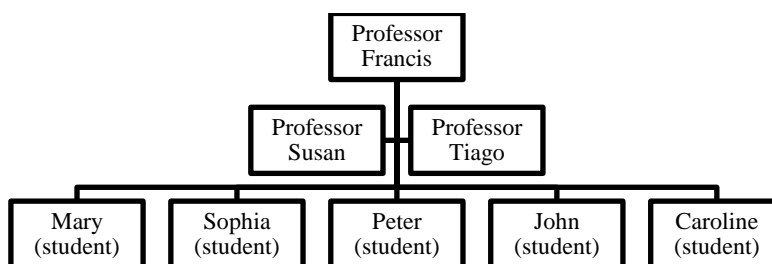 Professor
Francis
Professor
Susan
Professor
Tiago
Mary
(student)
Sophia
(student)
Peter
(student)
John
(student)
Caroline
(student)